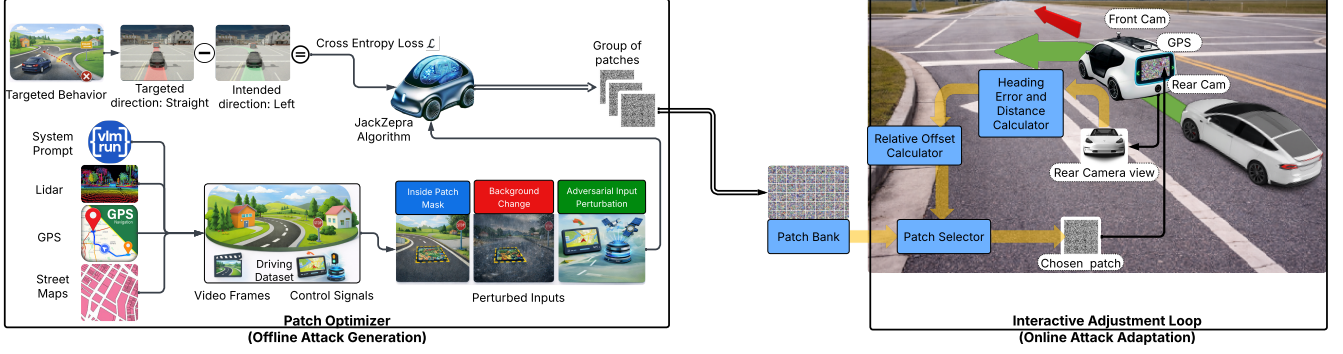 Targeted Behavior
Targeted
direction: Straight
Intended
direction: Left
Cross Entropy Loss ℒ
JackZepra
Algorithm
Group of
patches
System
Prompt
vlm
run
Lidar
GPS
GPS
Navigation
Street
Maps
Driving
Dataset
Video Frames
Control Signals
Inside Patch
Mask
Background
Change
Adversarial Input
Perturbation
Perturbed Inputs
Patch Optimizer
(Offline Attack Generation)
Patch Bank
Front Cam
GPS
Rear Cam
Heading
Error and
Distance
Calculator
Relative Offset
Calculator
Rear Camera view
Patch Selector
Chosen patch
Interactive Adjustment Loop
(Online Attack Adaptation)